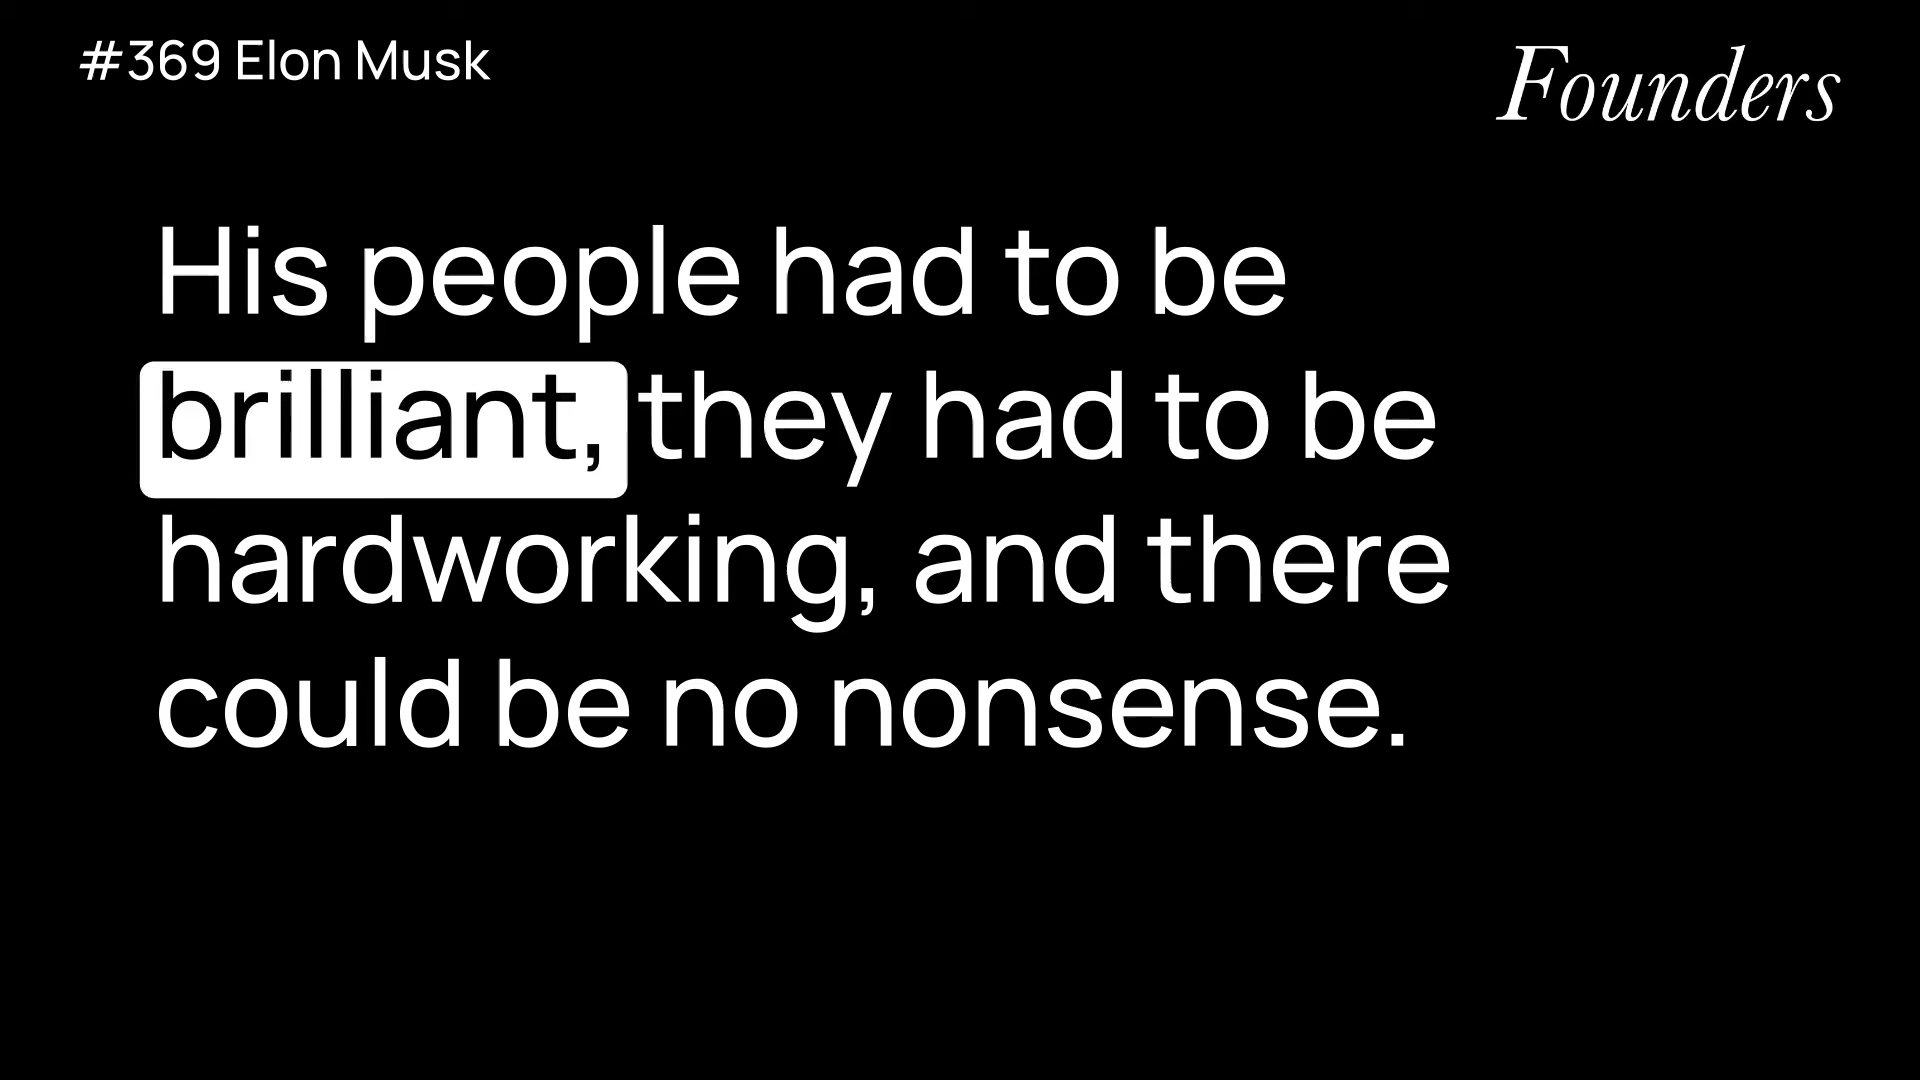 #369 Elon Musk
Founders
His people had to be
brilliant, they had to be
hardworking, and there
could be no nonsense.